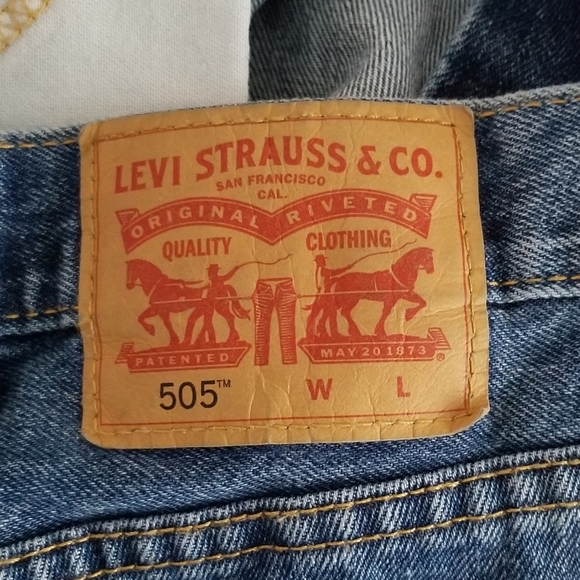 LEVI STRAUSS & CO.
SAN FRANCISCO
CAL.
ORIGINAL RIVETED
QUALITY CLOTHING
PATENTED MAY 20 1873 ®
505™ W L